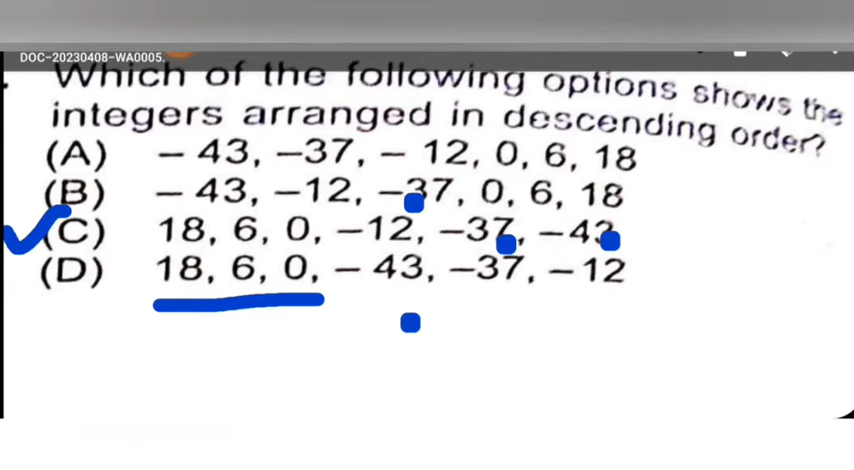 DOC-20230408-WA0005.
Which of the following options shows the
integers arranged in descending order?
(A) – 43, –37, – 12, 0, 6, 18
(B) – 43, –12, –37, 0, 6, 18
(C) 18, 6, 0, –12, –37, –43
(D) 18, 6, 0, – 43, –37, – 12